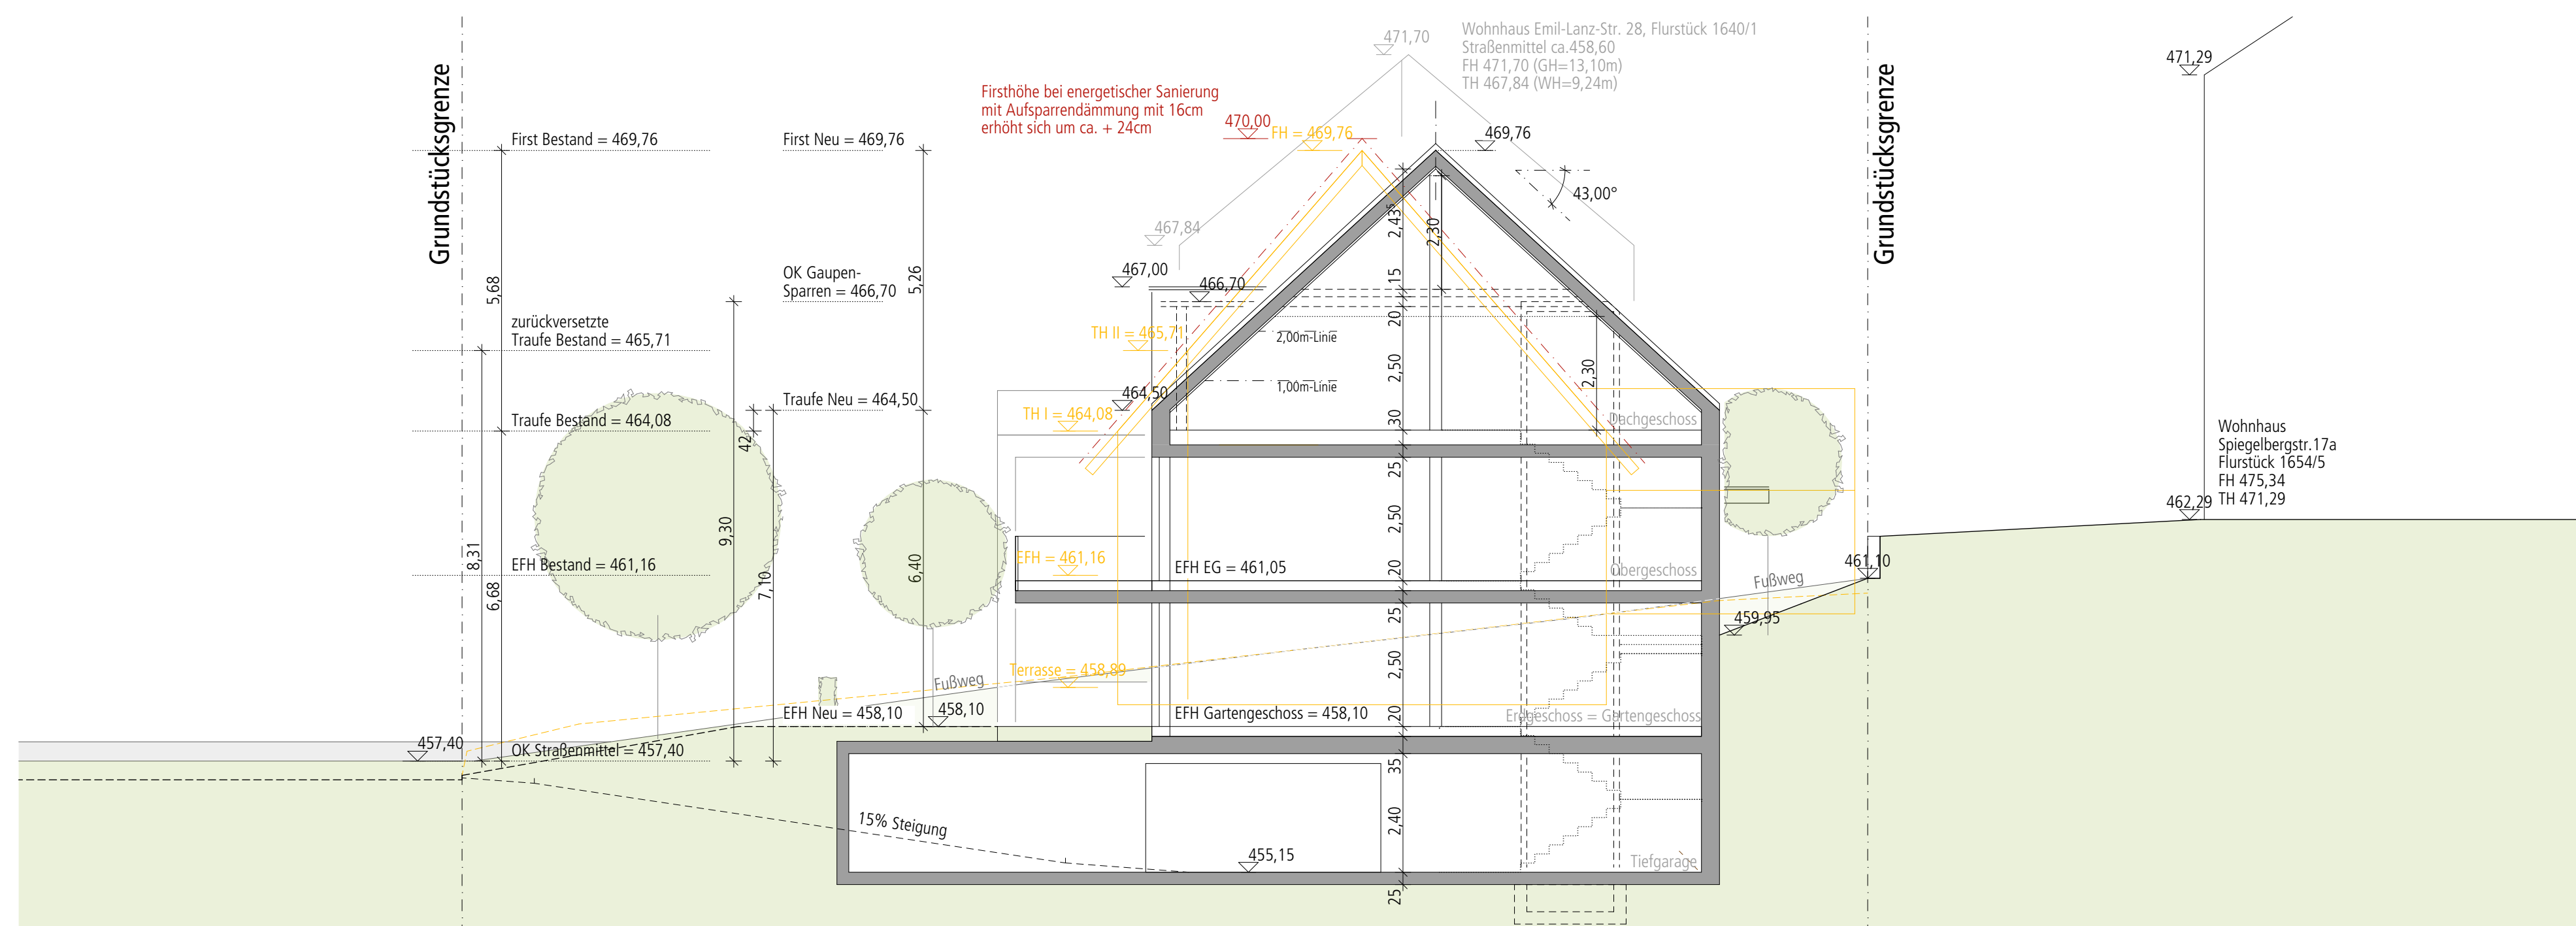 Grundstücksgrenze
First Bestand = 469,76
5,68
zurückversetzte
Traufe Bestand = 465,71
Traufe Bestand = 464,08
8,31
6,68
EFH Bestand = 461,16
OK Straßenmittel = 457,40
457,40
First Neu = 469,76
OK Gaupen-
Sparren = 466,70
5,26
Traufe Neu = 464,50
42
9,30
7,10
6,40
EFH Neu = 458,10
458,10
Fußweg
15% Steigung
Firsthöhe bei energetischer Sanierung
mit Aufsparrendämmung mit 16cm
erhöht sich um ca. + 24cm
470,00
FH = 469,76
471,70
Wohnhaus Emil-Lanz-Str. 28, Flurstück 1640/1
Straßenmittel ca.458,60
FH 471,70 (GH=13,10m)
TH 467,84 (WH=9,24m)
469,76
43,00°
467,84
467,00
466,70
TH II = 465,71
464,50
TH I = 464,08
2,00m-Linie
1,00m-Linie
2,43⁵
2,30
15
20
2,50
2,30
30
Dachgeschoss
25
2,50
EFH = 461,16
EFH EG = 461,05
20
Obergeschoss
25
2,50
Terrasse = 458,89
EFH Gartengeschoss = 458,10
20
Erdgeschoss = Gartengeschoss
35
2,40
455,15
Tiefgarage
25
Grundstücksgrenze
Fußweg
461,10
459,95
471,29
Wohnhaus
Spiegelbergstr.17a
Flurstück 1654/5
FH 475,34
TH 471,29
462,29